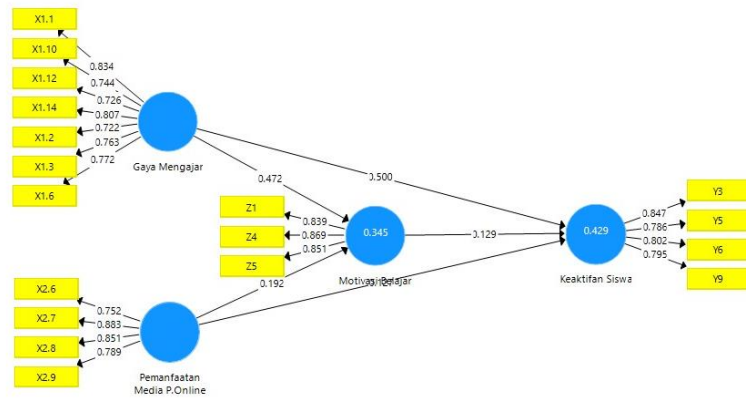 X1.1
X1.10
X1.12
X1.14
X1.2
X1.3
X1.6
0.834
0.744
0.726
0.807
0.722
0.763
0.772
Gaya Mengajar
0.472
0.500
Z1
Z4
Z5
0.839
0.869
0.851
0.192
0.345
Motivasi Belajar
0.129
0.429
Keaktifan Siswa
0.847
0.786
0.802
0.795
Y3
Y5
Y6
Y9
X2.6
X2.7
X2.8
X2.9
0.752
0.883
0.851
0.789
Pemanfaatan
Media P.Online